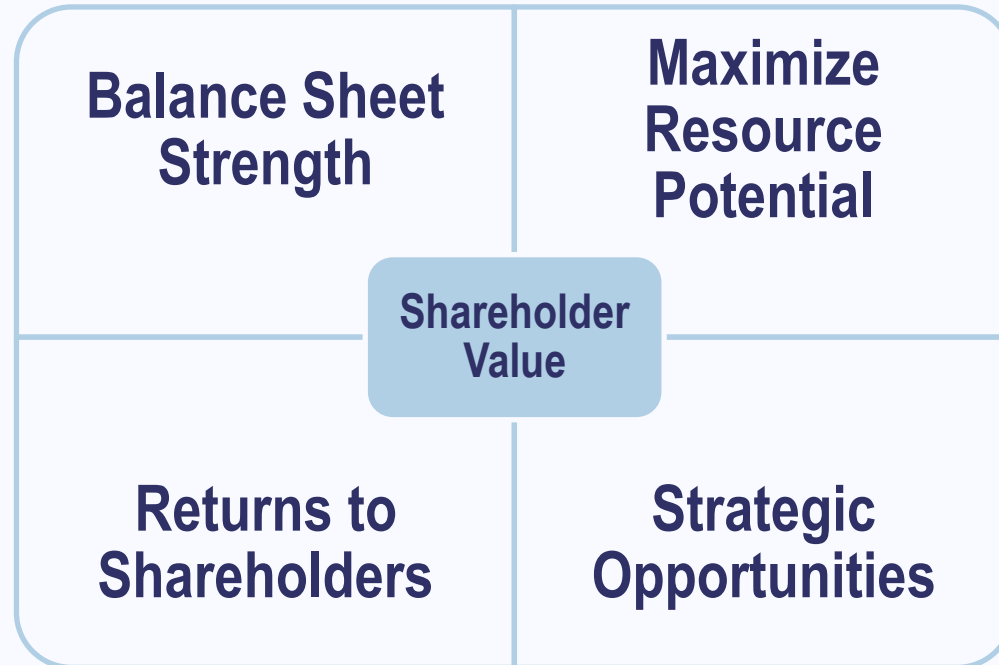 Balance Sheet
Strength
Maximize
Resource
Potential
Shareholder
Value
Returns to
Shareholders
Strategic
Opportunities